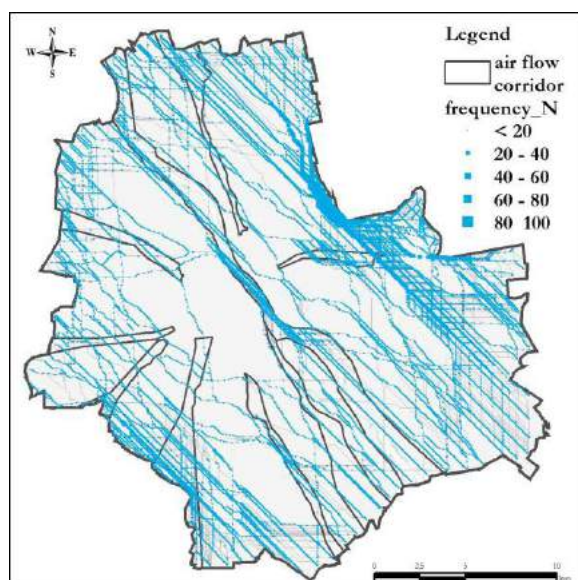 N
W E
S
Legend
air flow
corridor
frequency_N
< 20
20 - 40
40 - 60
60 - 80
80 100
0 2,5 5 10